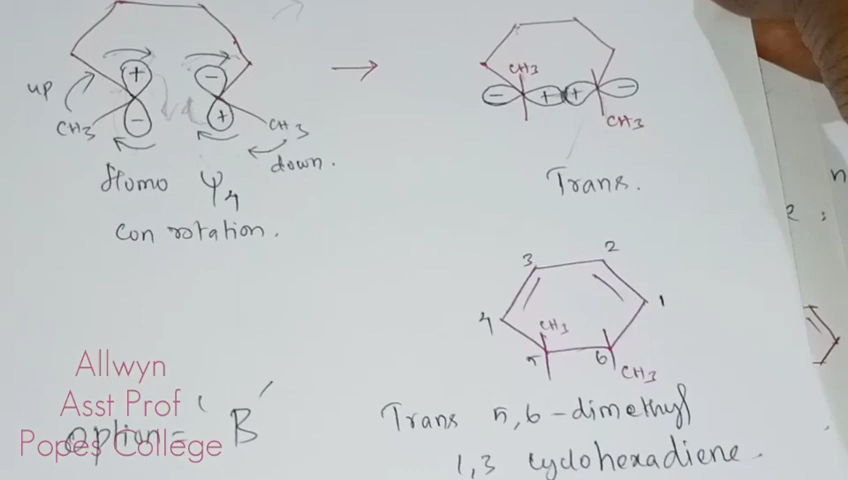 up
+
−
−
+
CH3
CH3
down.
Homo Ψ4
Con rotation.
CH3
−
+
+
−
CH3
Trans.
3
2
4
1
CH3
5
6
CH3
Trans 5,6-dimethyl
1,3 cyclohexadiene.
option = 'B'
Allwyn
Asst Prof
Popes College